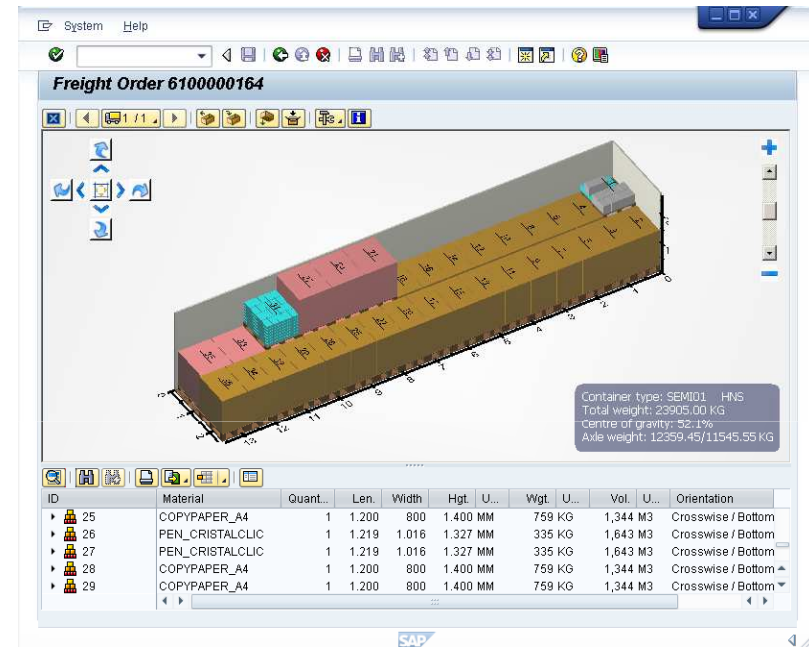 System Help
Freight Order 6100000164
1 / 1
Container type: SEMI01 HNS
Total weight: 23905.00 KG
Centre of gravity: 52.1%
Axle weight: 12359.45/11545.55 KG
ID Material Quant... Len. Width Hgt. U... Wgt. U... Vol. U... Orientation
25 COPYPAPER_A4 1 1.200 800 1.400 MM 759 KG 1,344 M3 Crosswise / Bottom
26 PEN_CRISTALCLIC 1 1.219 1.016 1.327 MM 335 KG 1,643 M3 Crosswise / Bottom
27 PEN_CRISTALCLIC 1 1.219 1.016 1.327 MM 335 KG 1,643 M3 Crosswise / Bottom
28 COPYPAPER_A4 1 1.200 800 1.400 MM 759 KG 1,344 M3 Crosswise / Bottom
29 COPYPAPER_A4 1 1.200 800 1.400 MM 759 KG 1,344 M3 Crosswise / Bottom
SAP